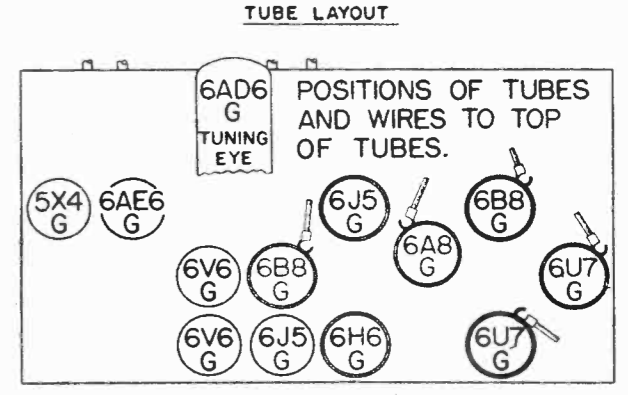 TUBE LAYOUT
6AD6
G
TUNING
EYE
POSITIONS OF TUBES
AND WIRES TO TOP
OF TUBES.
5X4
G
6AE6
G
6J5
G
6B8
G
6A8
G
6V6
G
6B8
G
6U7
G
6V6
G
6J5
G
6H6
G
6U7
G